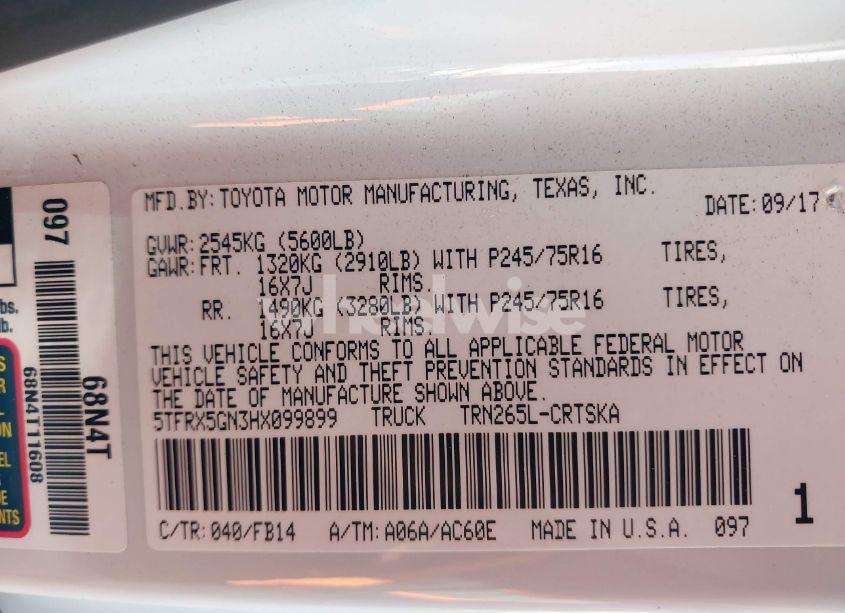 MFD.BY: TOYOTA MOTOR MANUFACTURING, TEXAS, INC.
DATE: 09/17
GVWR: 2545KG (5600LB)
GAWR: FRT. 1320KG (2910LB) WITH P245/75R16 TIRES,
16X7J RIMS.
RR. 1490KG (3280LB) WITH P245/75R16 TIRES,
16X7J RIMS
THIS VEHICLE CONFORMS TO ALL APPLICABLE FEDERAL MOTOR
VEHICLE SAFETY AND THEFT PREVENTION STANDARDS IN EFFECT ON
THE DATE OF MANUFACTURE SHOWN ABOVE.
5TFRX5GN3HX099899 TRUCK TRN265L-CRTSKA
C/TR: 040/FB14 A/TM: A06A/AC60E MADE IN U.S.A. 097
1
097
68N4T
68N4T11608
wheelwise